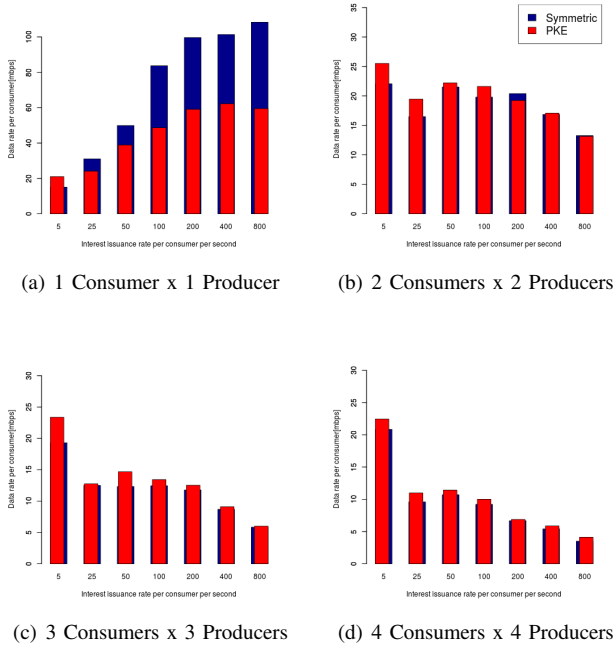 Symmetric
PKE
Data rate per consumer[mbps]
0 20 40 60 80 100
5 25 50 100 200 400 800
Interest issuance rate per consumer per second
(a) 1 Consumer x 1 Producer
Data rate per consumer[mbps]
0 5 10 15 20 25 30 35
5 25 50 100 200 400 800
Interest issuance rate per consumer per second
(b) 2 Consumers x 2 Producers
Data rate per consumer[mbps]
0 5 10 15 20 25 30
5 25 50 100 200 400 800
Interest issuance rate per consumer per second
(c) 3 Consumers x 3 Producers
Data rate per consumer[mbps]
0 5 10 15 20 25 30
5 25 50 100 200 400 800
Interest issuance rate per consumer per second
(d) 4 Consumers x 4 Producers